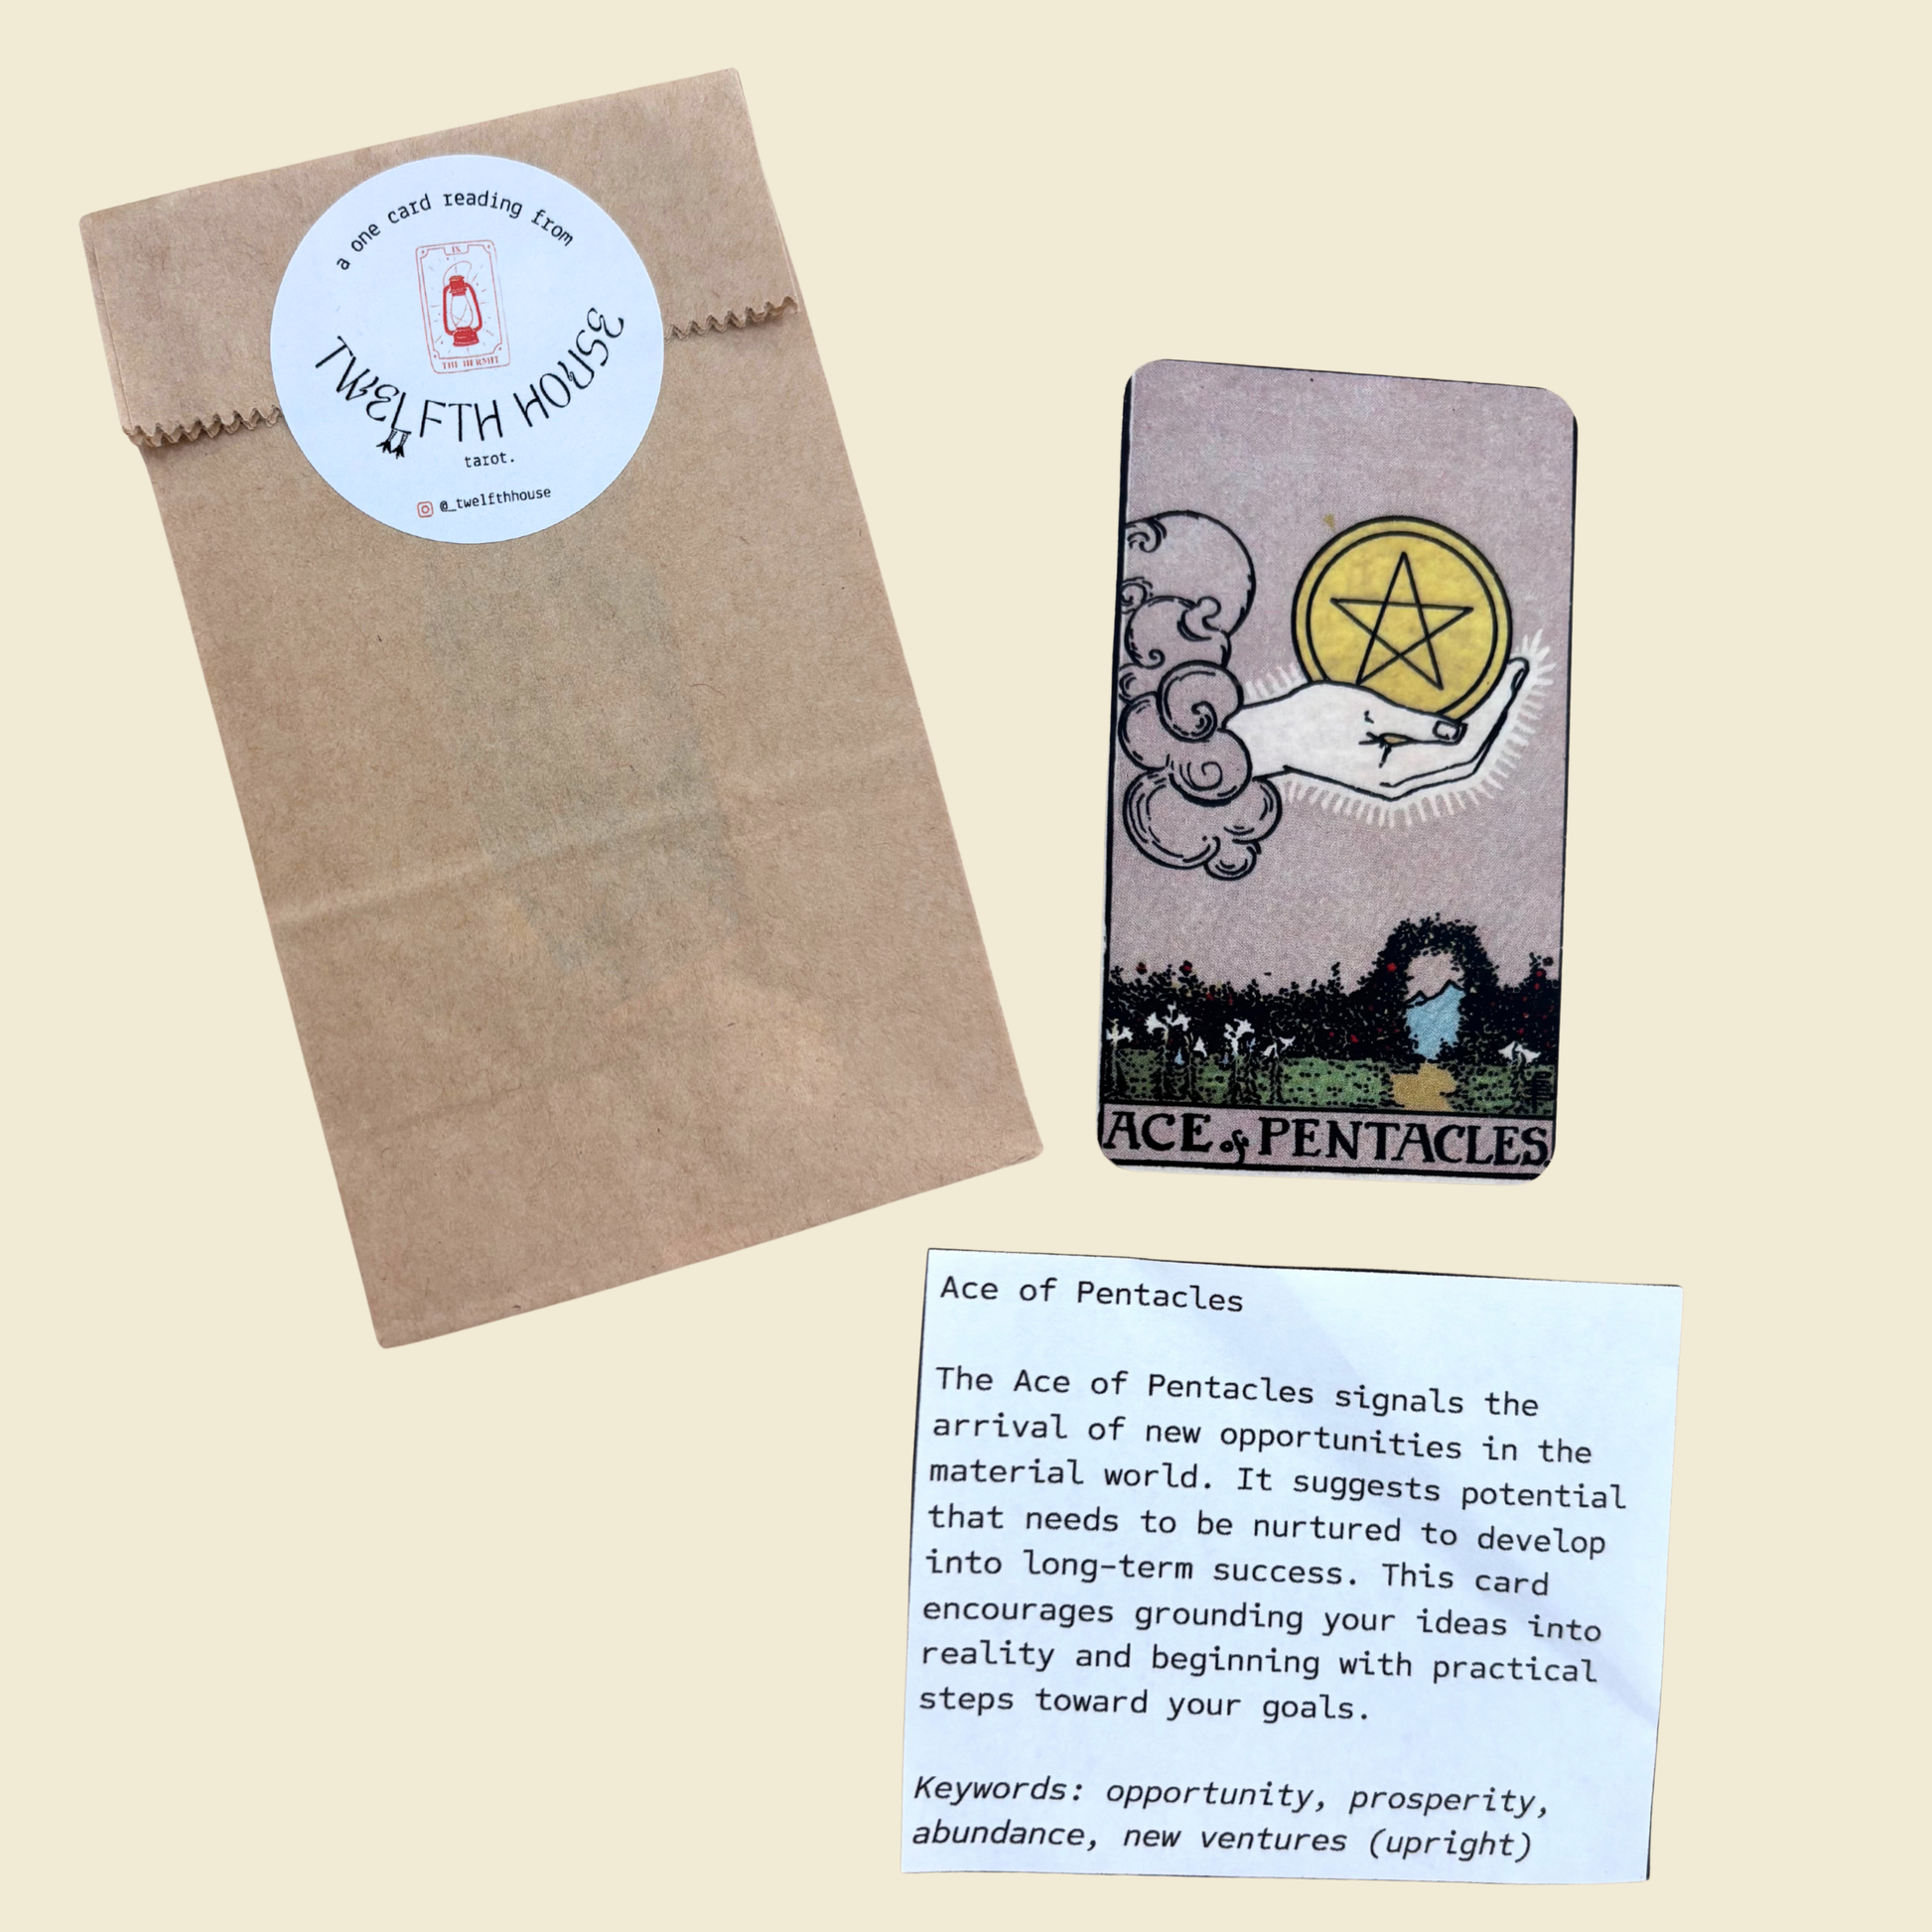 a one card reading from
IX
THE HERMIT
TWELFTH HOUSE
tarot.
@_twelfthhouse
ACE of PENTACLES.
Ace of Pentacles
The Ace of Pentacles signals the
arrival of new opportunities in the
material world. It suggests potential
that needs to be nurtured to develop
into long-term success. This card
encourages grounding your ideas into
reality and beginning with practical
steps toward your goals.
Keywords: opportunity, prosperity,
abundance, new ventures (upright)